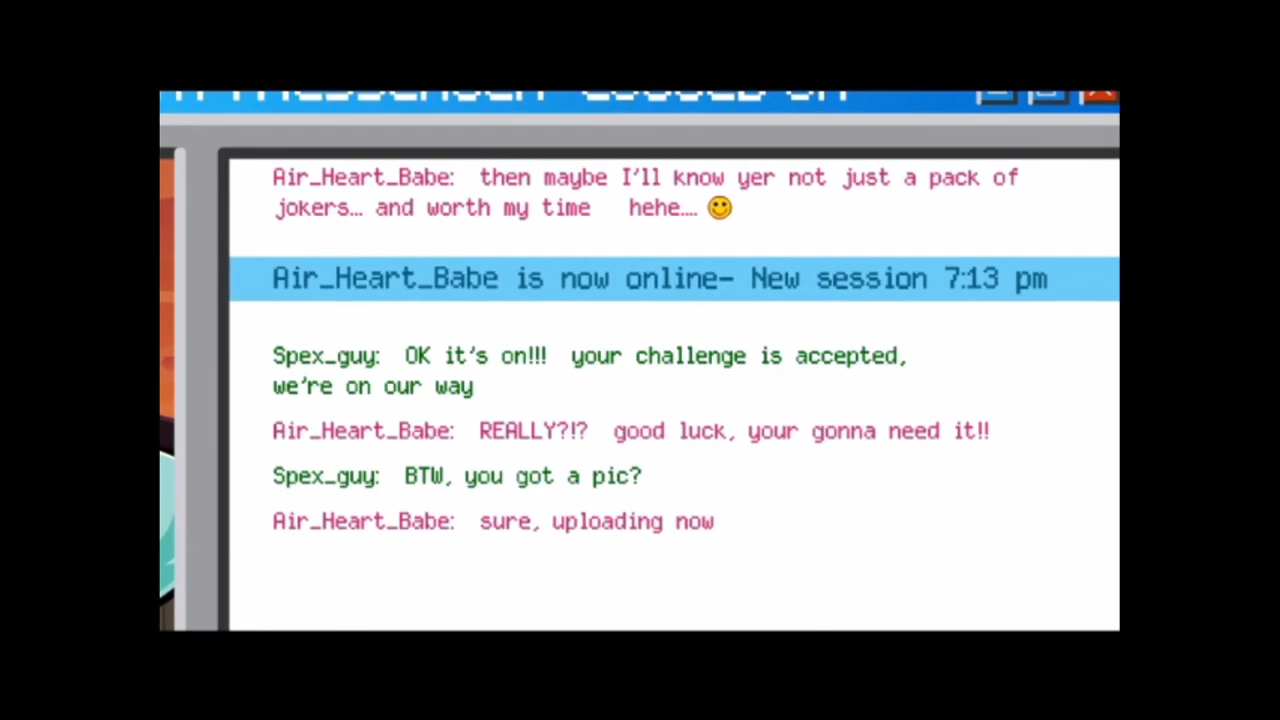 Air_Heart_Babe: then maybe I'll know yer not just a pack of
jokers... and worth my time hehe....
Air_Heart_Babe is now online- New session 7:13 pm
Spex_guy: OK it's on!!! your challenge is accepted,
we're on our way
Air_Heart_Babe: REALLY?!? good luck, your gonna need it!!
Spex_guy: BTW, you got a pic?
Air_Heart_Babe: sure, uploading now